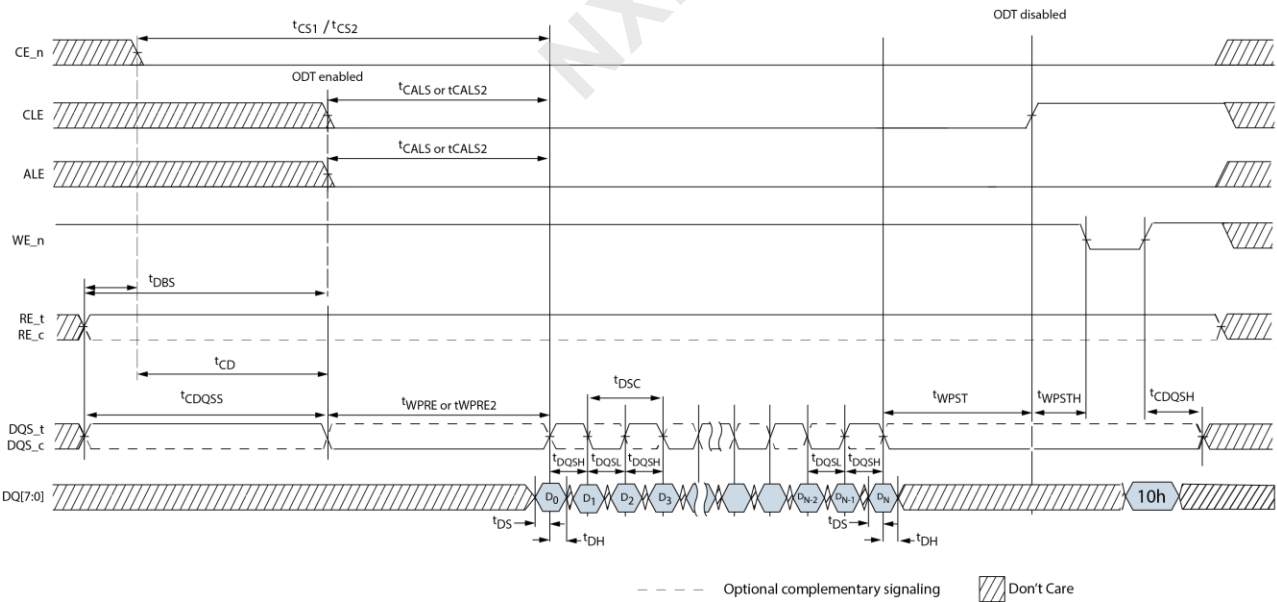 ODT disabled
tCS1 / tCS2
CE_n
ODT enabled
tCALS or tCALS2
CLE
tCALS or tCALS2
ALE
WE_n
tDBS
RE_t
RE_c
tCD
tDSC
tCDQSS
tWPRE or tWPRE2
tWPST
tWPSTH
tCDQSH
DQS_t
DQS_c
tDQSH tDQSL tDQSH tDQSL tDQSH
DQ[7:0] D0 D1 D2 D3 DN-2 DN-1 DN 10h
tDS tDS
tDH tDH
Optional complementary signaling Don't Care